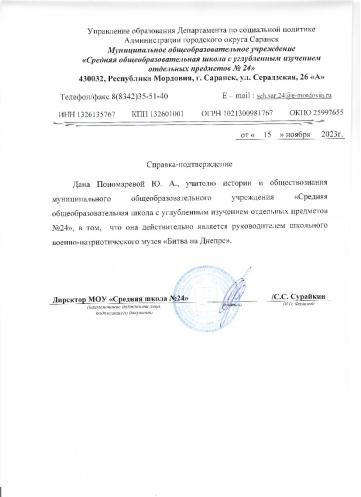 Управление образования Департамента по социальной политике
Администрации городского округа Саранск
Муниципальное общеобразовательное учреждение
«Средняя общеобразовательная школа с углубленным изучением
отдельных предметов № 24»
430032, Республика Мордовия, г. Саранск, ул. Серадзская, 26 «А»
Телефон/факс 8(8342)35-51-40 E – mail : sch.sar.24@e-mordovia.ru
ИНН 1326135767 КПП 132601001 ОГРН 1021300981767 ОКПО 25997655
от « 15 » ноября 2023г.
Справка-подтверждение
Дана Пономаревой Ю. А., учителю истории и обществознания
муниципального общеобразовательного учреждения «Средняя
общеобразовательная школа с углубленным изучением отдельных предметов
№24», в том, что она действительно является руководителем школьного
военно-патриотического музея «Битва на Днепре».
Директор МОУ «Средняя школа №24» /С.С. Сурайкин
(наименование должности лица, подпись (И.О. Фамилия)
подписавшего документ)